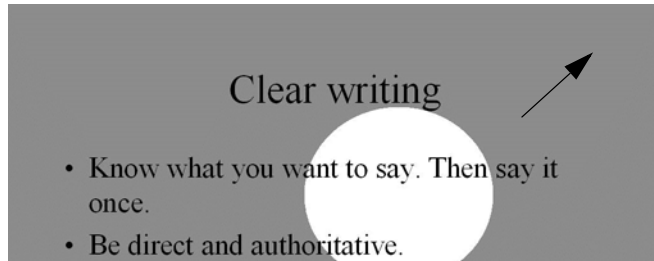 Clear writing
• Know what you want to say. Then say it
once.
• Be direct and authoritative.